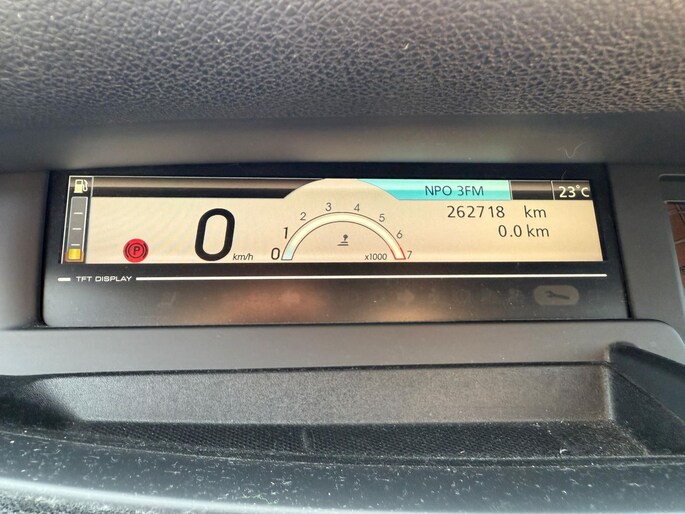 NPO 3FM
23°C
262718 km
0.0 km
P
0
km/h
0 1 2 3 4 5 6 7
x1000
TFT DISPLAY